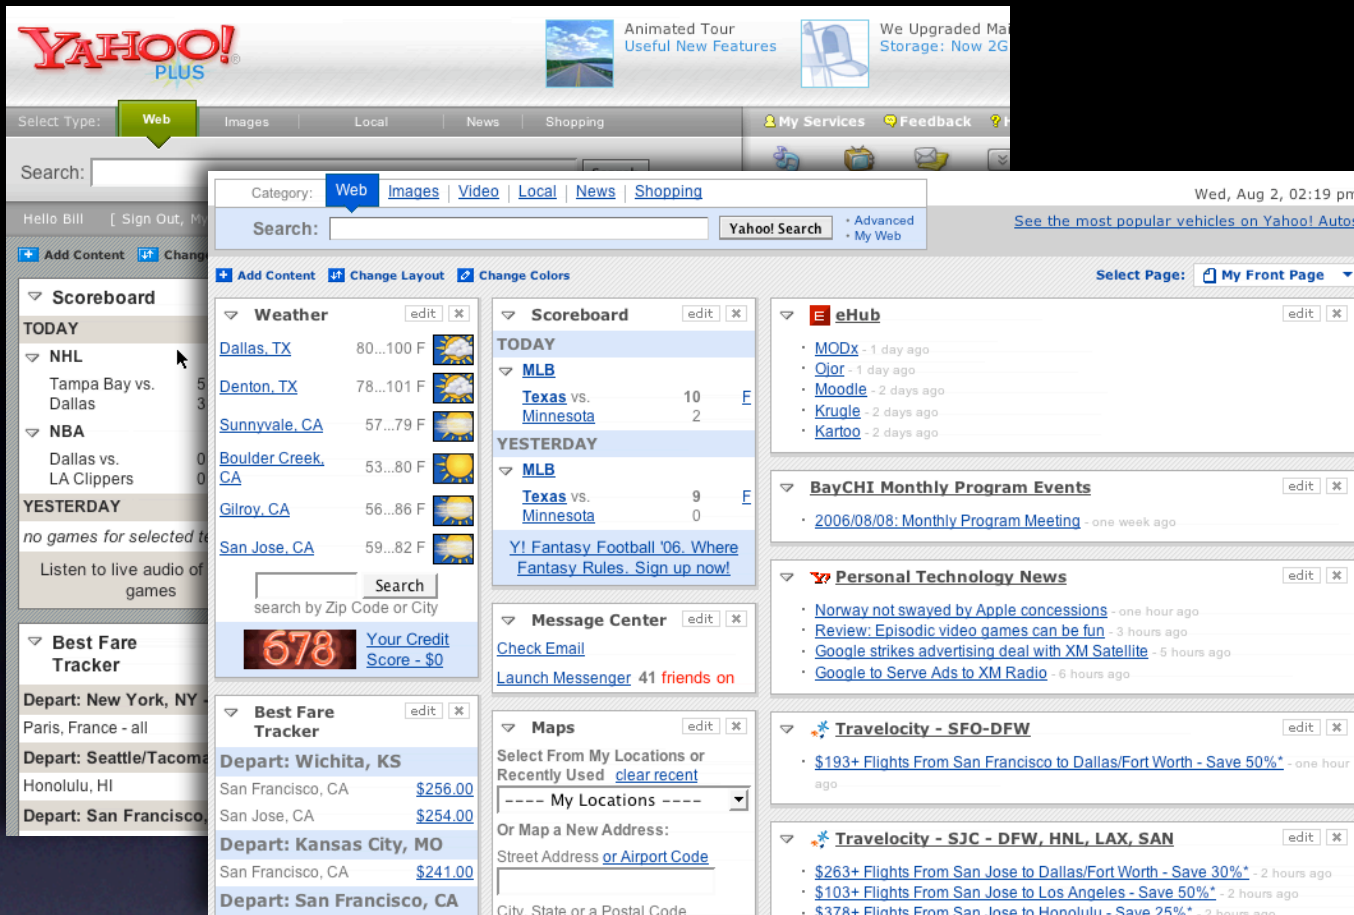 YAHOO!
PLUS
Animated Tour
Useful New Features
We Upgraded
Storage: Now 2G
Select Type:
Web
Images
Local
News
Shopping
My Services
Feedback
Search:
Hello Bill
[ Sign Out, My
Add Content
Scoreboard
TODAY
NHL
Tampa Bay vs. 5
Dallas 3
NBA
Dallas vs. 0
LA Clippers 0
YESTERDAY
no games for selected
Listen to live audio of
games
Best Fare
Tracker
Depart: New York, NY -
Paris, France - all
Depart: Seattle/Tacoma
Honolulu, HI
Depart: San Francisco,
Category: Web Images | Video | Local | News | Shopping
Search:
Yahoo! Search
· Advanced
· My Web
Wed, Aug 2, 02:19 pm
See the most popular vehicles on Yahoo! Autos
Add Content
Change Layout
Change Colors
Select Page:
My Front Page
Weather
edit
Dallas, TX 80...100 F
Denton, TX 78...101 F
Sunnyvale, CA 57...79 F
Boulder Creek,
CA 53...80 F
Gilroy, CA 56...86 F
San Jose, CA 59...82 F
Search
search by Zip Code or City
678
Your Credit
Score - $0
Best Fare
Tracker
edit
Depart: Wichita, KS
San Francisco, CA $256.00
San Jose, CA $254.00
Depart: Kansas City, MO
San Francisco, CA $241.00
Depart: San Francisco, CA
Scoreboard
edit
TODAY
MLB
Texas vs. 10 F
Minnesota 2
YESTERDAY
MLB
Texas vs. 9 F
Minnesota 0
Y! Fantasy Football '06. Where
Fantasy Rules. Sign up now!
Message Center
edit
Check Email
Launch Messenger 41 friends on
Maps
edit
Select From My Locations or
Recently Used clear recent
---- My Locations ----
Or Map a New Address:
Street Address or Airport Code
City, State or a Postal Code
eHub
edit
· MODx - 1 day ago
· Ojor - 1 day ago
· Moodle - 2 days ago
· Krugle - 2 days ago
· Kartoo - 2 days ago
BayCHI Monthly Program Events
edit
· 2006/08/08: Monthly Program Meeting - one week ago
Personal Technology News
edit
· Norway not swayed by Apple concessions - one hour ago
· Review: Episodic video games can be fun - 3 hours ago
· Google strikes advertising deal with XM Satellite - 5 hours ago
· Google to Serve Ads to XM Radio - 6 hours ago
Travelocity - SFO-DFW
edit
· $193+ Flights From San Francisco to Dallas/Fort Worth - Save 50%* - one hour
ago
Travelocity - SJC - DFW, HNL, LAX, SAN
edit
· $263+ Flights From San Jose to Dallas/Fort Worth - Save 30%* - 2 hours ago
· $103+ Flights From San Jose to Los Angeles - Save 50%* - 2 hours ago
· $378+ Flights From San Jose to Honolulu - Save 25%* - 2 hours ago